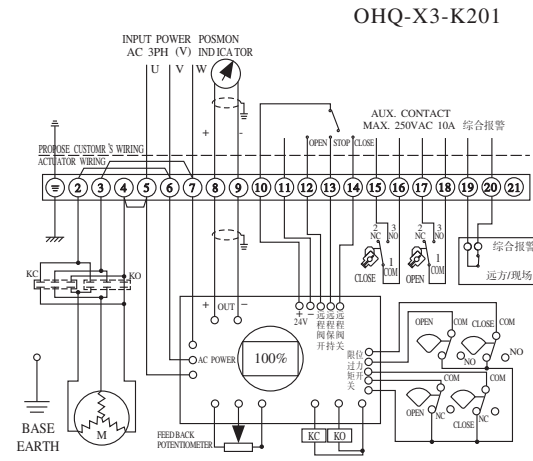 OHQ-X3-K201
INPUT POWER POSMON
AC 3PH (V) INDICATOR
U V W
AUX. CONTACT
MAX. 250VAC 10A 综合报警
+ -
OPEN STOP CLOSE
PROPOSE CUSTOMR'S WIRING
ACTUATOR WIRING
2 3 4 5 6 7 8 9 10 11 12 13 14 15 16 17 18 19 20 21
2 3 2 3
NC NO NC NO
1 1
COM COM
CLOSE OPEN
综合报警
远方/现场
KC KO
+ OUT -
+ -
24V
远程阀开
远程保持
远程阀关
OPEN COM CLOSE COM
NO NO
AC POWER
100%
限位
过力
矩开
关
COM COM
OPEN NC
CLOSE NC
BASE
EARTH
M
FEED BACK
POTENTIOMETER
KC KO